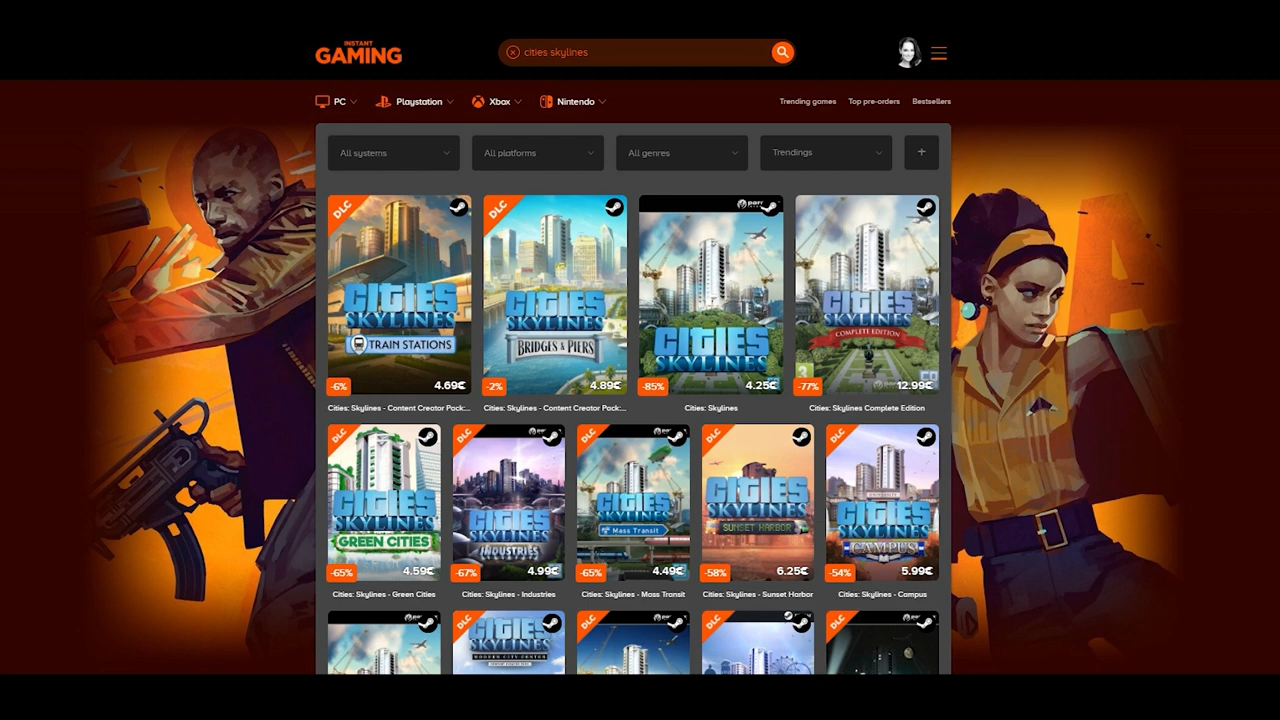 INSTANT
GAMING
cities skylines
PC Playstation Xbox Nintendo Trending games Top pre-orders Bestsellers
All systems All platforms All genres Trendings +
DLC
CITIES
SKYLINES
TRAIN STATIONS
-6% 4.69€
Cities: Skylines - Content Creator Pack:...
DLC
CITIES
SKYLINES
BRIDGES & PIERS
-2% 4.89€
Cities: Skylines - Content Creator Pack:...
CITIES
SKYLINES
-85% 4.25€
Cities: Skylines
CITIES
SKYLINES
COMPLETE EDITION
-77% 12.99€
Cities: Skylines Complete Edition
DLC
CITIES
SKYLINES
GREEN CITIES
-65% 4.59€
Cities: Skylines - Green Cities
DLC
CITIES
SKYLINES
INDUSTRIES
-67% 4.99€
Cities: Skylines - Industries
DLC
CITIES
SKYLINES
Mass Transit
-65% 4.49€
Cities: Skylines - Mass Transit
DLC
CITIES
SKYLINES
SUNSET HARBOR
-58% 6.25€
Cities: Skylines - Sunset Harbor
DLC
CITIES
SKYLINES
CAMPUS
-54% 5.99€
Cities: Skylines - Campus
DLC
CITIES
SKYLINES
MODERN CITY CENTER
DLC
DLC
DLC